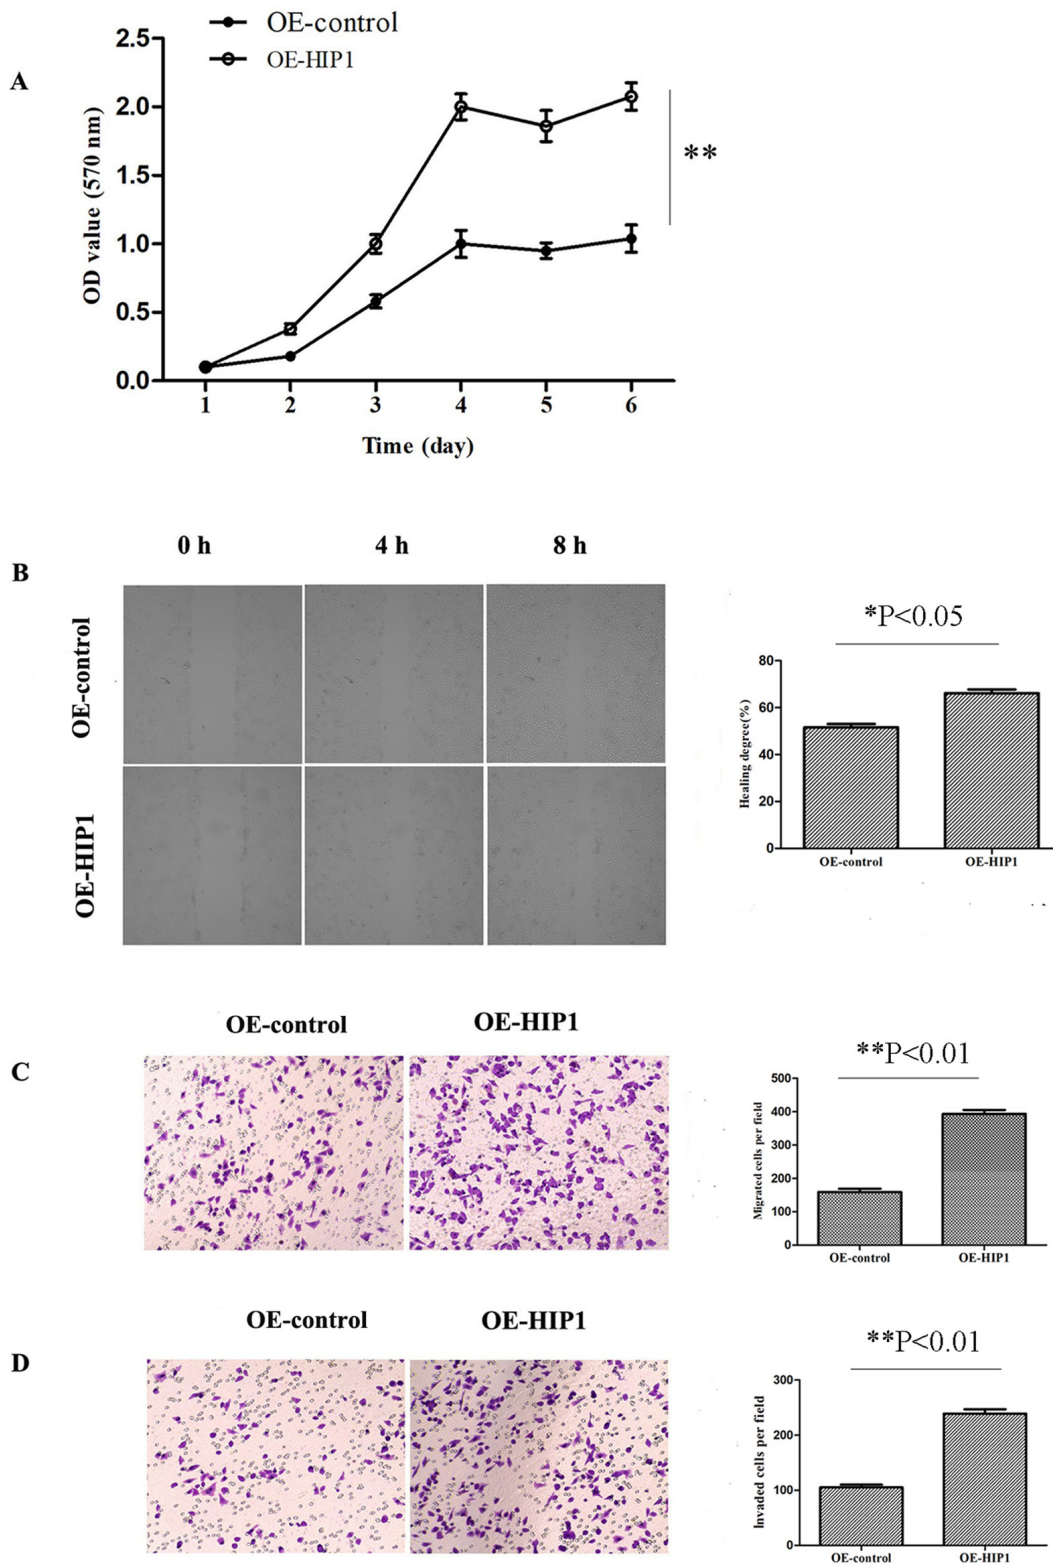 OE-control
OE-HIP1
A
2.5
2.0
1.5
1.0
0.5
0.0
OD value (570 nm)
**
1 2 3 4 5 6
Time (day)
B
0 h 4 h 8 h
OE-control
OE-HIP1
*P<0.05
80
60
40
20
0
Healing degree(%)
OE-control OE-HIP1
C
OE-control OE-HIP1
**P<0.01
500
400
300
200
100
0
Migrated cells per field
OE-control OE-HIP1
D
OE-control OE-HIP1
**P<0.01
300
200
100
0
Invaded cells per field
OE-control OE-HIP1